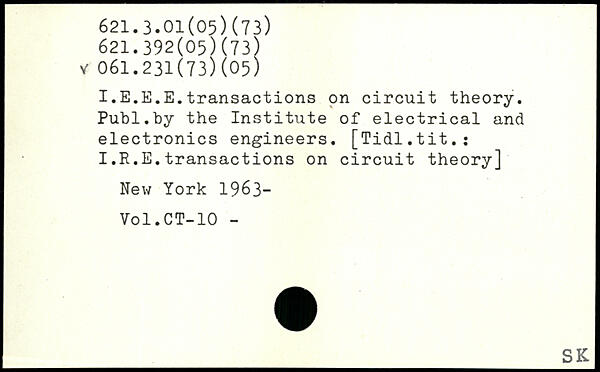 621.3.01(05)(73)
621.392(05)(73)
v 061.231(73)(05)
I.E.E.E.transactions on circuit theory.
Publ.by the Institute of electrical and
electronics engineers. [Tidl.tit.:
I.R.E.transactions on circuit theory]
New York 1963-
Vol.CT-10 -
SK